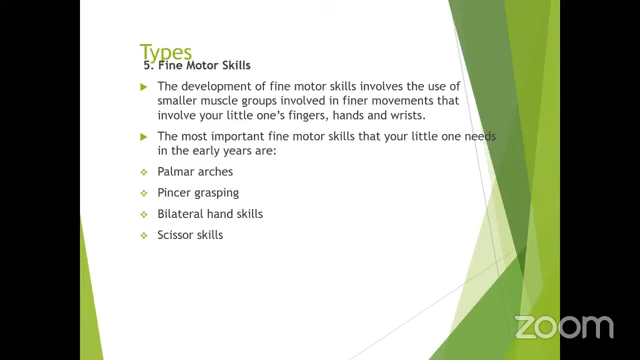 Types
5. Fine Motor Skills
The development of fine motor skills involves the use of
smaller muscle groups involved in finer movements that
involve your little one's fingers, hands and wrists.
The most important fine motor skills that your little one needs
in the early years are:
Palmar arches
Pincer grasping
Bilateral hand skills
Scissor skills
zoom